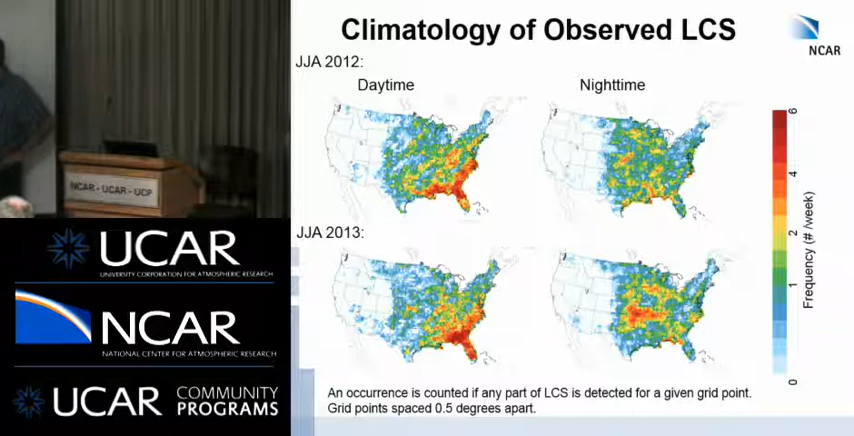 Climatology of Observed LCS
NCAR
JJA 2012:
Daytime
Nighttime
JJA 2013:
6
4
2
1
0
Frequency (# /week)
An occurrence is counted if any part of LCS is detected for a given grid point.
Grid points spaced 0.5 degrees apart.
NCAR - UCAR - UCP
UCAR
UNIVERSITY CORPORATION FOR ATMOSPHERIC RESEARCH
NCAR
NATIONAL CENTER FOR ATMOSPHERIC RESEARCH
UCAR COMMUNITY
PROGRAMS